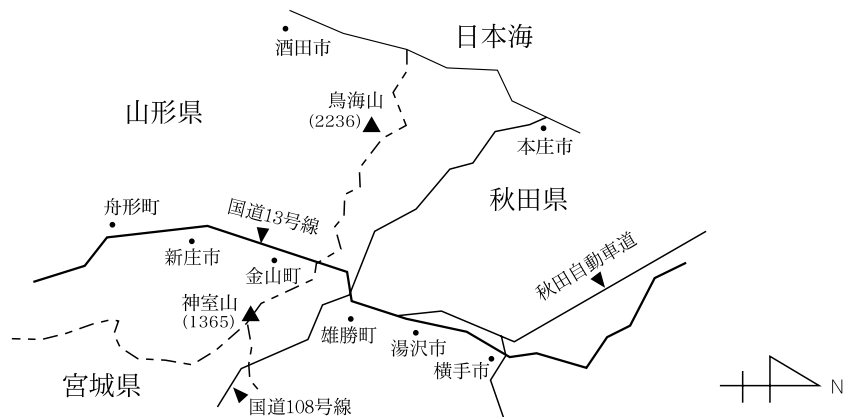 日本海
酒田市
山形県
鳥海山
(2236)
本庄市
秋田県
舟形町
国道13号線
新庄市
金山町
秋田自動車道
神室山
(1365)
雄勝町
湯沢市
横手市
宮城県
国道108号線
N